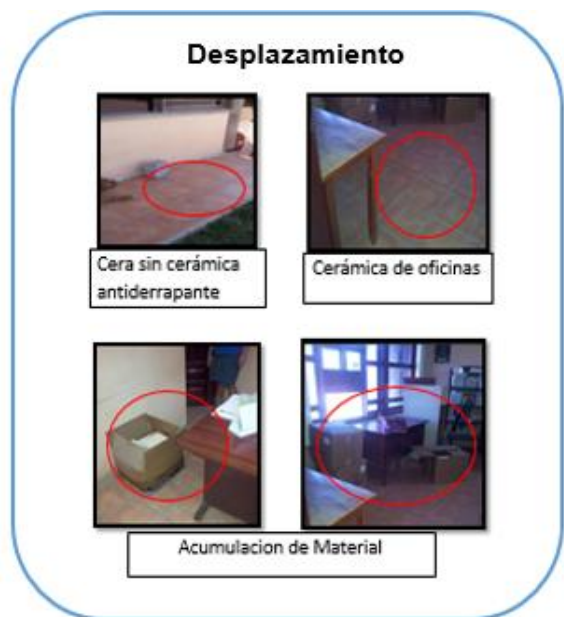 Desplazamiento
Cera sin cerámica
antiderrapante
Cerámica de oficinas
Acumulacion de Material